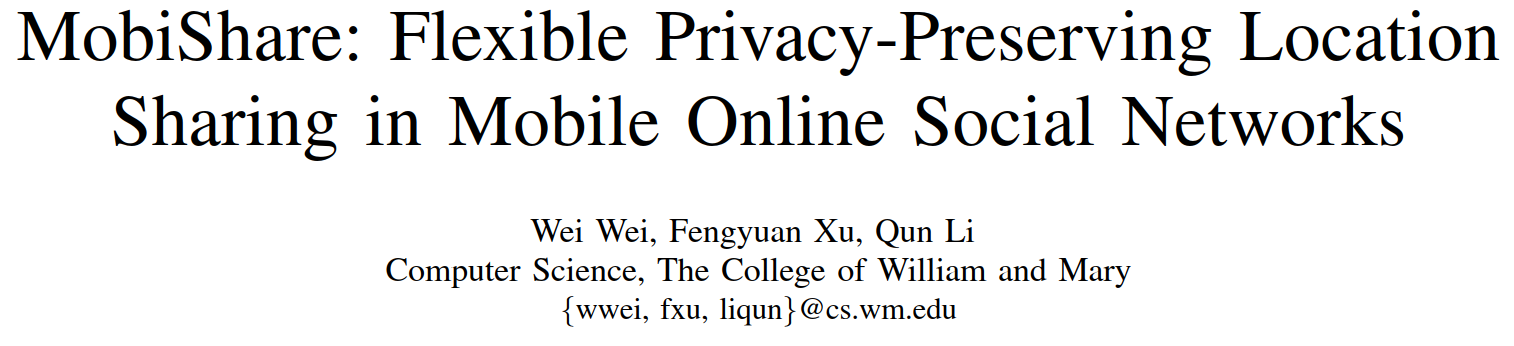 MobiShare: Flexible Privacy-Preserving Location
Sharing in Mobile Online Social Networks
Wei Wei, Fengyuan Xu, Qun Li
Computer Science, The College of William and Mary
{wwei, fxu, liqun}@cs.wm.edu